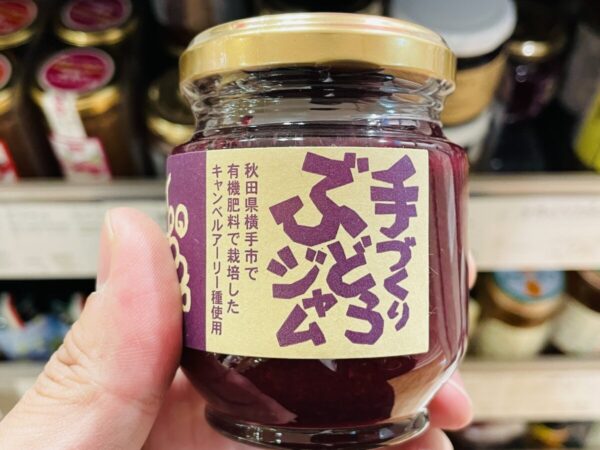 手づくり
ぶどう
ジャム
秋田県横手市で
有機肥料で栽培した
キャンベルアーリー種使用